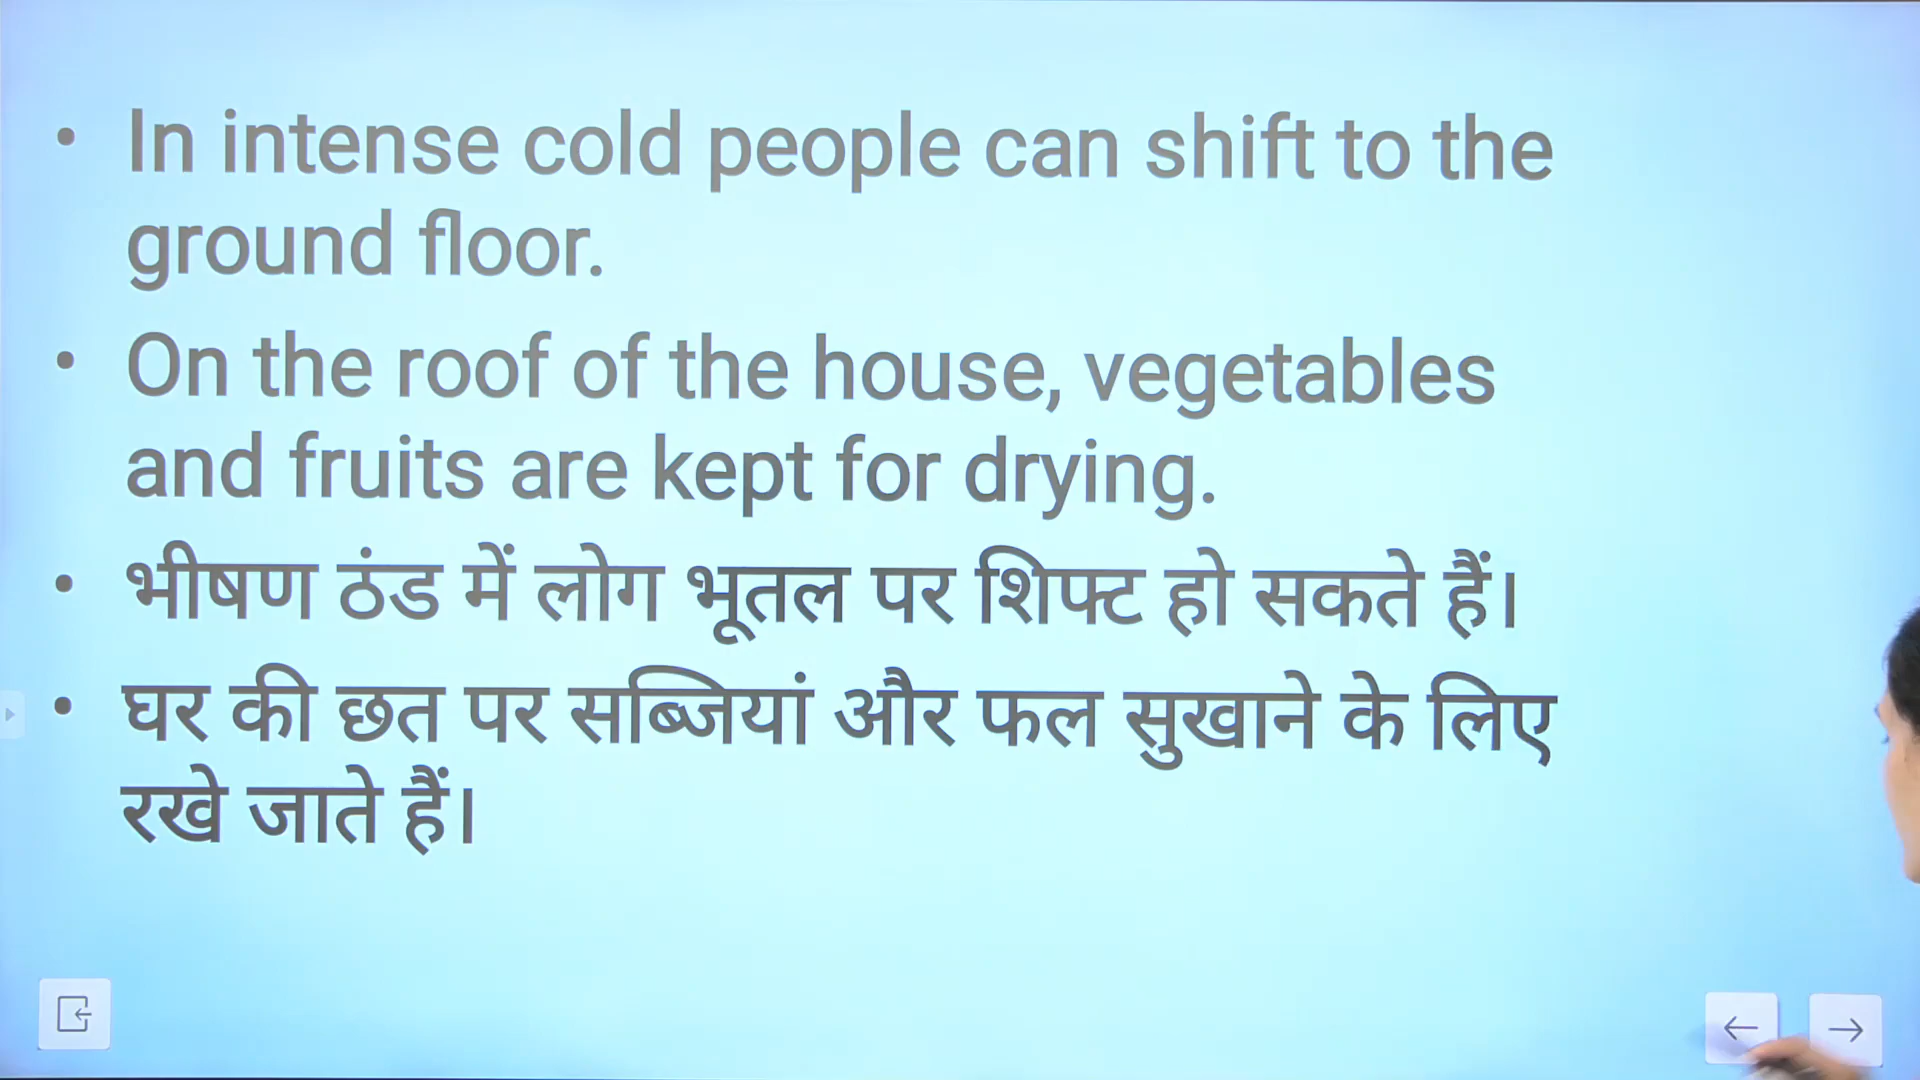 • In intense cold people can shift to the
ground floor.
• On the roof of the house, vegetables
and fruits are kept for drying.
• भीषण ठंड में लोग भूतल पर शिफ्ट हो सकते हैं।
• घर की छत पर सब्जियां और फल सुखाने के लिए
रखे जाते हैं।